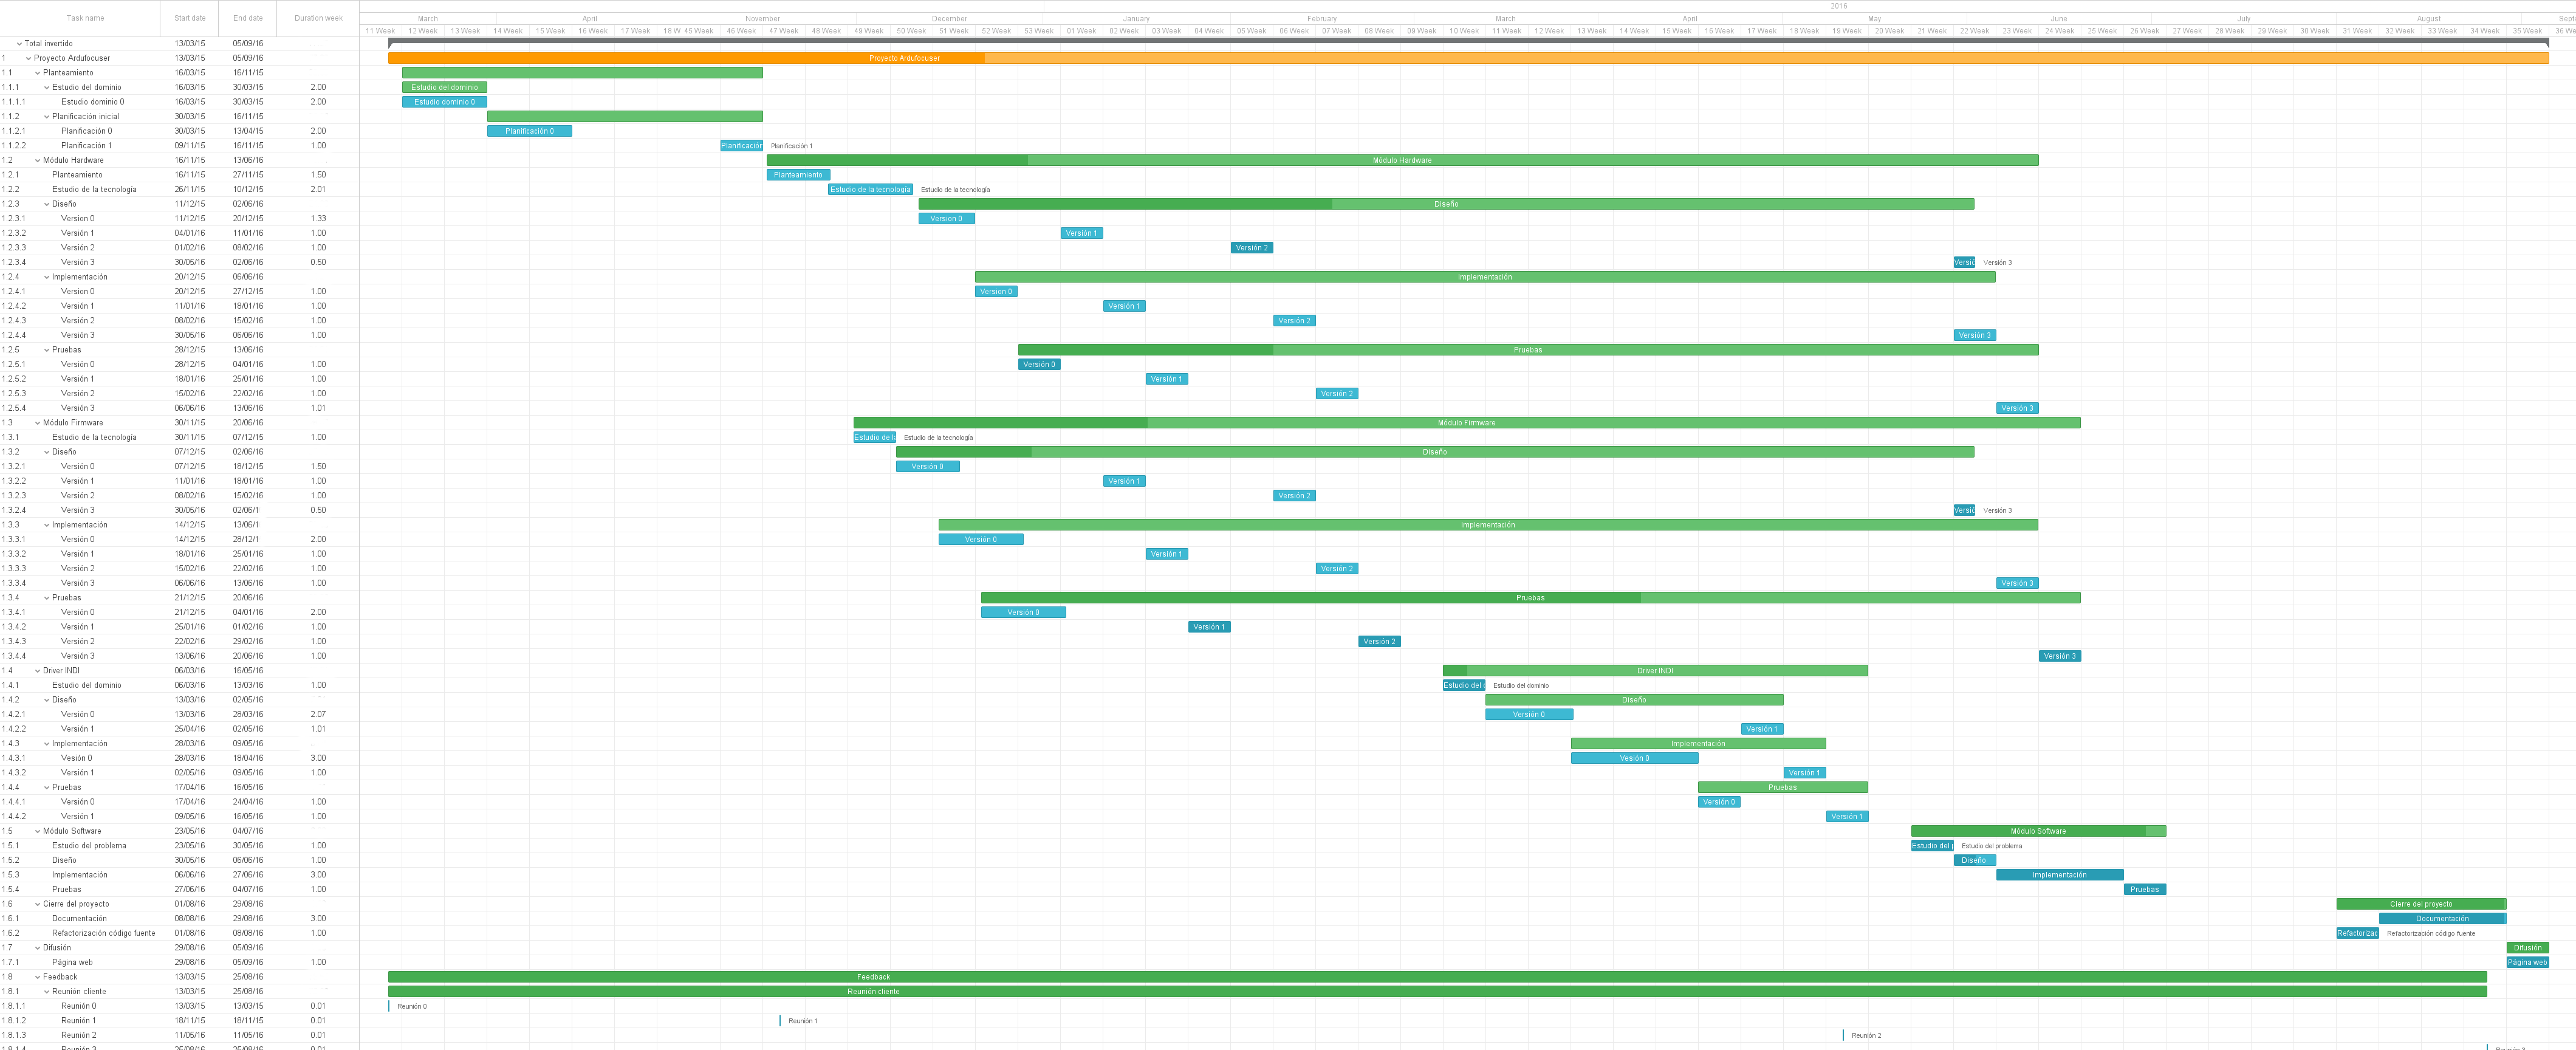 2016
Task name Start date End date Duration week March April November December January February March April May June July August Sept
11 Week 12 Week 13 Week 14 Week 15 Week 16 Week 17 Week 18 W 45 Week 46 Week 47 Week 48 Week 49 Week 50 Week 51 Week 52 Week 53 Week 01 Week 02 Week 03 Week 04 Week 05 Week 06 Week 07 Week 08 Week 09 Week 10 Week 11 Week 12 Week 13 Week 14 Week 15 Week 16 Week 17 Week 18 Week 19 Week 20 Week 21 Week 22 Week 23 Week 24 Week 25 Week 26 Week 27 Week 28 Week 29 Week 30 Week 31 Week 32 Week 33 Week 34 Week 35 Week 36 We
Total invertido 13/03/15 05/09/16
1 Proyecto Ardufocuser 13/03/15 05/09/16 Proyecto Ardufocuser
1.1 Planteamiento 16/03/15 16/11/15
1.1.1 Estudio del dominio 16/03/15 30/03/15 2.00 Estudio del dominio
1.1.1.1 Estudio dominio 0 16/03/15 30/03/15 2.00 Estudio dominio 0
1.1.2 Planificación inicial 30/03/15 16/11/15
1.1.2.1 Planificación 0 30/03/15 13/04/15 2.00 Planificación 0
1.1.2.2 Planificación 1 09/11/15 16/11/15 1.00 Planificación Planificación 1
1.2 Módulo Hardware 16/11/15 13/06/16 Módulo Hardware
1.2.1 Planteamiento 16/11/15 27/11/15 1.50 Planteamiento
1.2.2 Estudio de la tecnología 26/11/15 10/12/15 2.01 Estudio de la tecnología Estudio de la tecnología
1.2.3 Diseño 11/12/15 02/06/16 Diseño
1.2.3.1 Version 0 11/12/15 20/12/15 1.33 Version 0
1.2.3.2 Versión 1 04/01/16 11/01/16 1.00 Versión 1
1.2.3.3 Versión 2 01/02/16 08/02/16 1.00 Versión 2
1.2.3.4 Versión 3 30/05/16 02/06/16 0.50 Versió Versión 3
1.2.4 Implementación 20/12/15 06/06/16 Implementación
1.2.4.1 Version 0 20/12/15 27/12/15 1.00 Version 0
1.2.4.2 Versión 1 11/01/16 18/01/16 1.00 Versión 1
1.2.4.3 Versión 2 08/02/16 15/02/16 1.00 Versión 2
1.2.4.4 Versión 3 30/05/16 06/06/16 1.00 Versión 3
1.2.5 Pruebas 28/12/15 13/06/16 Pruebas
1.2.5.1 Versión 0 28/12/15 04/01/16 1.00 Versión 0
1.2.5.2 Versión 1 18/01/16 25/01/16 1.00 Versión 1
1.2.5.3 Versión 2 15/02/16 22/02/16 1.00 Versión 2
1.2.5.4 Versión 3 06/06/16 13/06/16 1.01 Versión 3
1.3 Módulo Firmware 30/11/15 20/06/16 Módulo Firmware
1.3.1 Estudio de la tecnología 30/11/15 07/12/15 1.00 Estudio de la Estudio de la tecnología
1.3.2 Diseño 07/12/15 02/06/16 Diseño
1.3.2.1 Versión 0 07/12/15 18/12/15 1.50 Versión 0
1.3.2.2 Versión 1 11/01/16 18/01/16 1.00 Versión 1
1.3.2.3 Versión 2 08/02/16 15/02/16 1.00 Versión 2
1.3.2.4 Versión 3 30/05/16 02/06/1 0.50 Versió Versión 3
1.3.3 Implementación 14/12/15 13/06/1 Implementación
1.3.3.1 Versión 0 14/12/15 28/12/1 2.00 Versión 0
1.3.3.2 Versión 1 18/01/16 25/01/16 1.00 Versión 1
1.3.3.3 Versión 2 15/02/16 22/02/16 1.00 Versión 2
1.3.3.4 Versión 3 06/06/16 13/06/16 1.00 Versión 3
1.3.4 Pruebas 21/12/15 20/06/16 Pruebas
1.3.4.1 Versión 0 21/12/15 04/01/16 2.00 Versión 0
1.3.4.2 Versión 1 25/01/16 01/02/16 1.00 Versión 1
1.3.4.3 Versión 2 22/02/16 29/02/16 1.00 Versión 2
1.3.4.4 Versión 3 13/06/16 20/06/16 1.00 Versión 3
1.4 Driver INDI 06/03/16 16/05/16 Driver INDI
1.4.1 Estudio del dominio 06/03/16 13/03/16 1.00 Estudio del Estudio del dominio
1.4.2 Diseño 13/03/16 02/05/16 Diseño
1.4.2.1 Versión 0 13/03/16 28/03/16 2.07 Versión 0
1.4.2.2 Versión 1 25/04/16 02/05/16 1.01 Versión 1
1.4.3 Implementación 28/03/16 09/05/16 Implementación
1.4.3.1 Vesión 0 28/03/16 18/04/16 3.00 Vesión 0
1.4.3.2 Versión 1 02/05/16 09/05/16 1.00 Versión 1
1.4.4 Pruebas 17/04/16 16/05/16 Pruebas
1.4.4.1 Versión 0 17/04/16 24/04/16 1.00 Versión 0
1.4.4.2 Versión 1 09/05/16 16/05/16 1.00 Versión 1
1.5 Módulo Software 23/05/16 04/07/16 Módulo Software
1.5.1 Estudio del problema 23/05/16 30/05/16 1.00 Estudio del p Estudio del problema
1.5.2 Diseño 30/05/16 06/06/16 1.00 Diseño
1.5.3 Implementación 06/06/16 27/06/16 3.00 Implementación
1.5.4 Pruebas 27/06/16 04/07/16 1.00 Pruebas
1.6 Cierre del proyecto 01/08/16 29/08/16 Cierre del proyecto
1.6.1 Documentación 08/08/16 29/08/16 3.00 Documentación
1.6.2 Refactorización código fuente 01/08/16 08/08/16 1.00 Refactorizac Refactorización código fuente
1.7 Difusión 29/08/16 05/09/16 Difusión
1.7.1 Página web 29/08/16 05/09/16 1.00 Página web
1.8 Feedback 13/03/15 25/08/16 Feedback
1.8.1 Reunión cliente 13/03/15 25/08/16 Reunión cliente
1.8.1.1 Reunión 0 13/03/15 13/03/15 0.01 Reunión 0
1.8.1.2 Reunión 1 18/11/15 18/11/15 0.01 Reunión 1
1.8.1.3 Reunión 2 11/05/16 11/05/16 0.01 Reunión 2
1.8.1.4 Reunión 3 25/08/16 25/08/16 0.01 Reunión 3